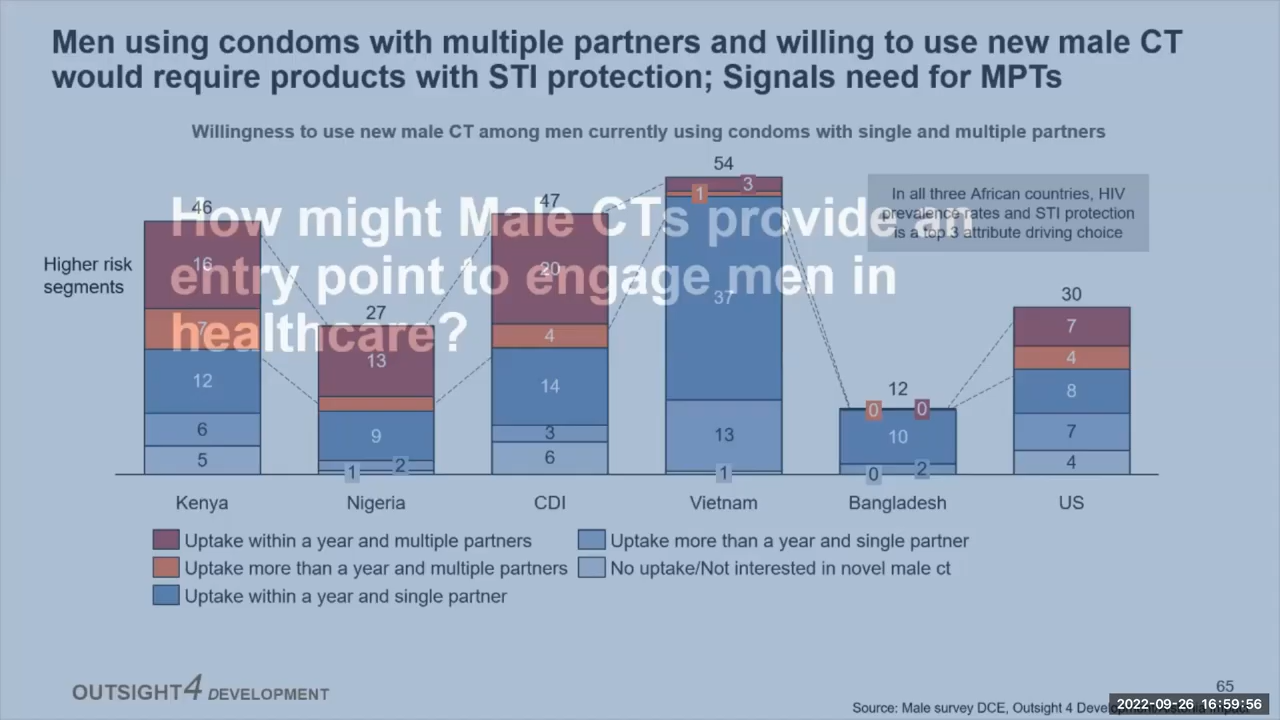 Men using condoms with multiple partners and willing to use new male CT
would require products with STI protection; Signals need for MPTs
Willingness to use new male CT among men currently using condoms with single and multiple partners
How might Male CTs provide an
entry point to engage men in
healthcare?
In all three African countries, HIV
prevalence rates and STI protection
is a top 3 attribute driving choice
Higher risk
segments
46
16
7
12
6
5
27
13
9
1 2
47
20
4
14
3
6
54
1 3
37
13
1
12
0 0
10
0 2
30
7
4
8
7
4
Kenya Nigeria CDI Vietnam Bangladesh US
Uptake within a year and multiple partners
Uptake more than a year and multiple partners
Uptake within a year and single partner
Uptake more than a year and single partner
No uptake/Not interested in novel male ct
OUTSIGHT4 DEVELOPMENT
65
Source: Male survey DCE, Outsight 4
2022-09-26 16:59:56